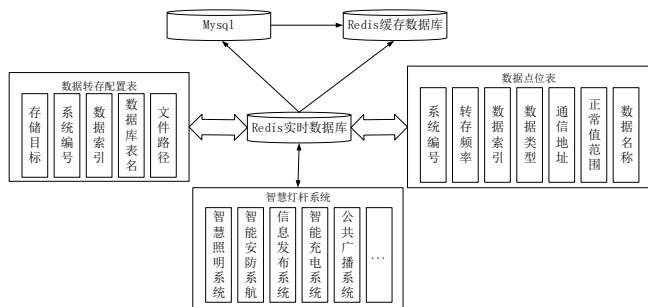 Mysql
Redis缓存数据库
数据转存配置表
存储目标
系统编号
数据索引
数据库表名
文件路径
Redis实时数据库
数据点位表
系统编号
转存频率
数据索引
数据类型
通信地址
正常值范围
数据名称
智慧灯杆系统
智慧照明系统
智能安防系航
信息发布系统
智能充电系统
公共广播系统
...